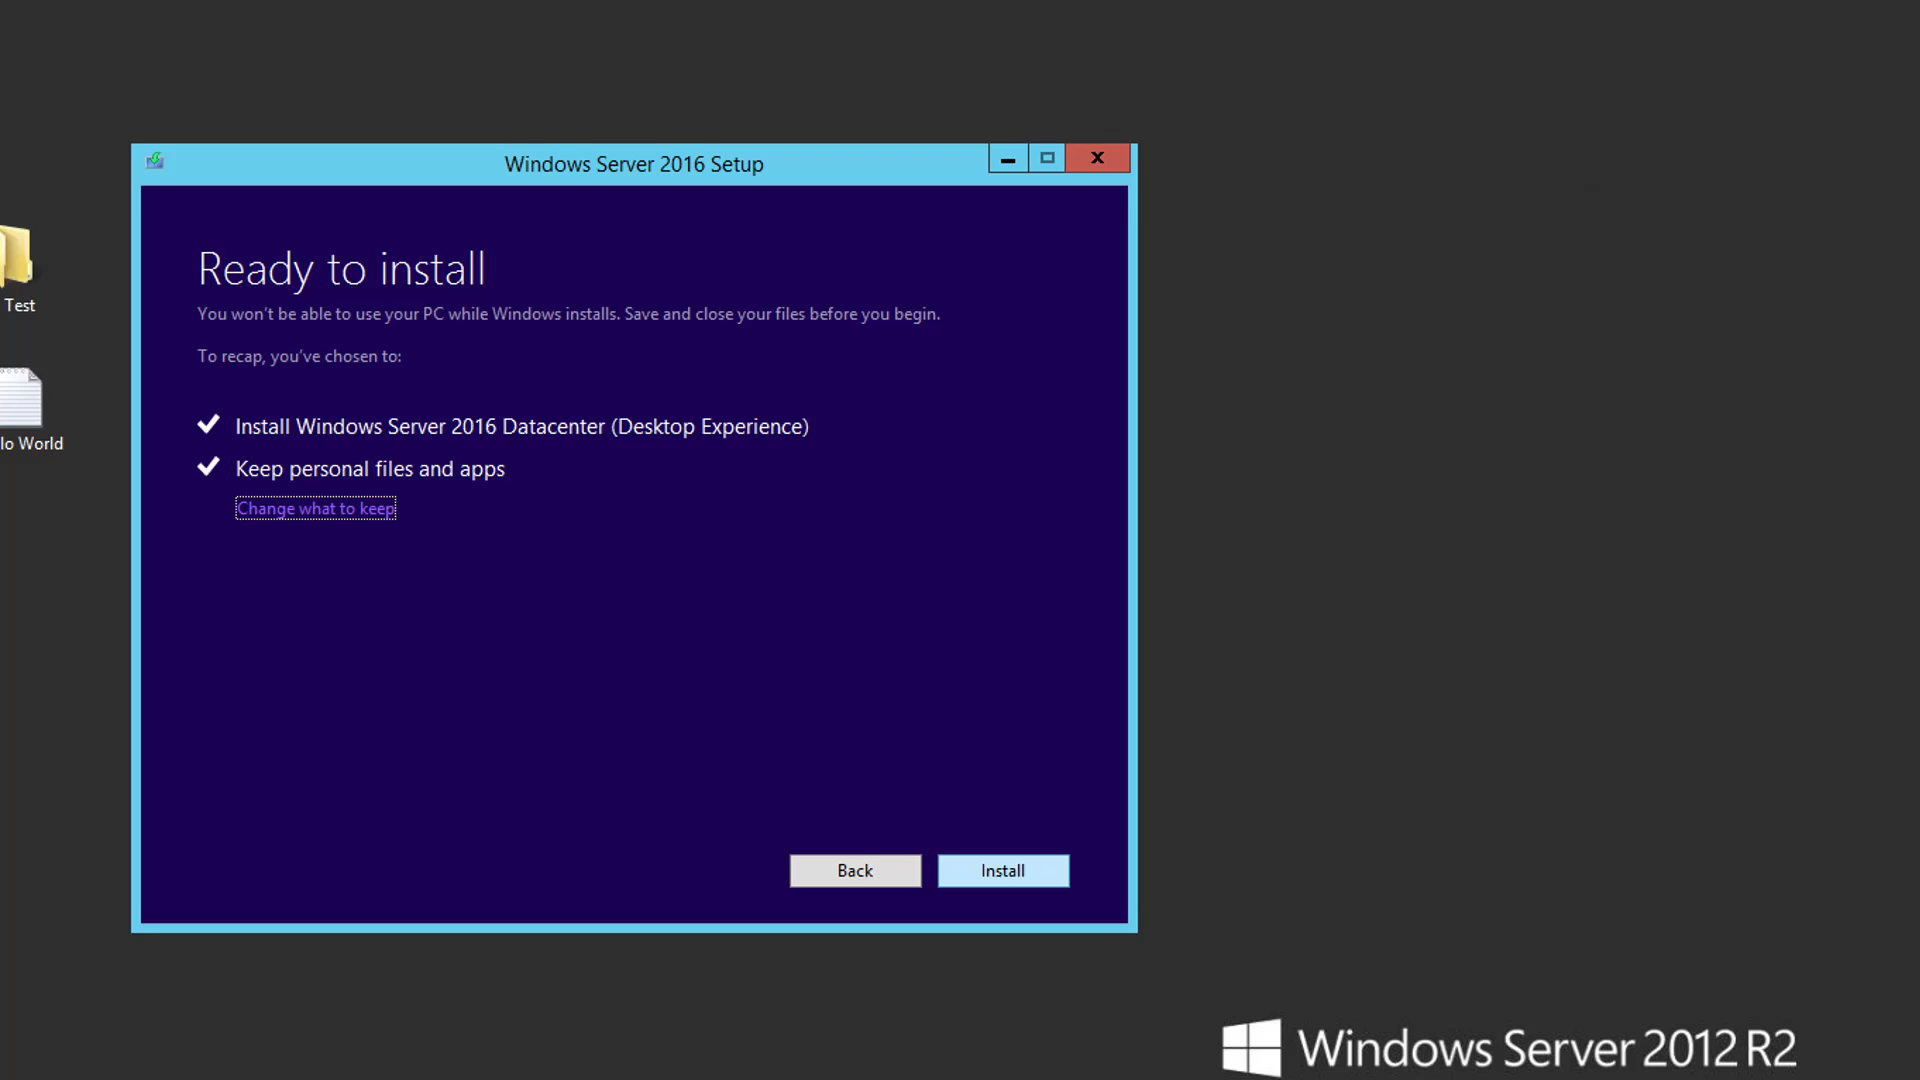 Windows Server 2016 Setup
Ready to install
You won't be able to use your PC while Windows installs. Save and close your files before you begin.
To recap, you've chosen to:
Install Windows Server 2016 Datacenter (Desktop Experience)
Keep personal files and apps
Change what to keep
Back
Install
Test
lo World
Windows Server 2012 R2